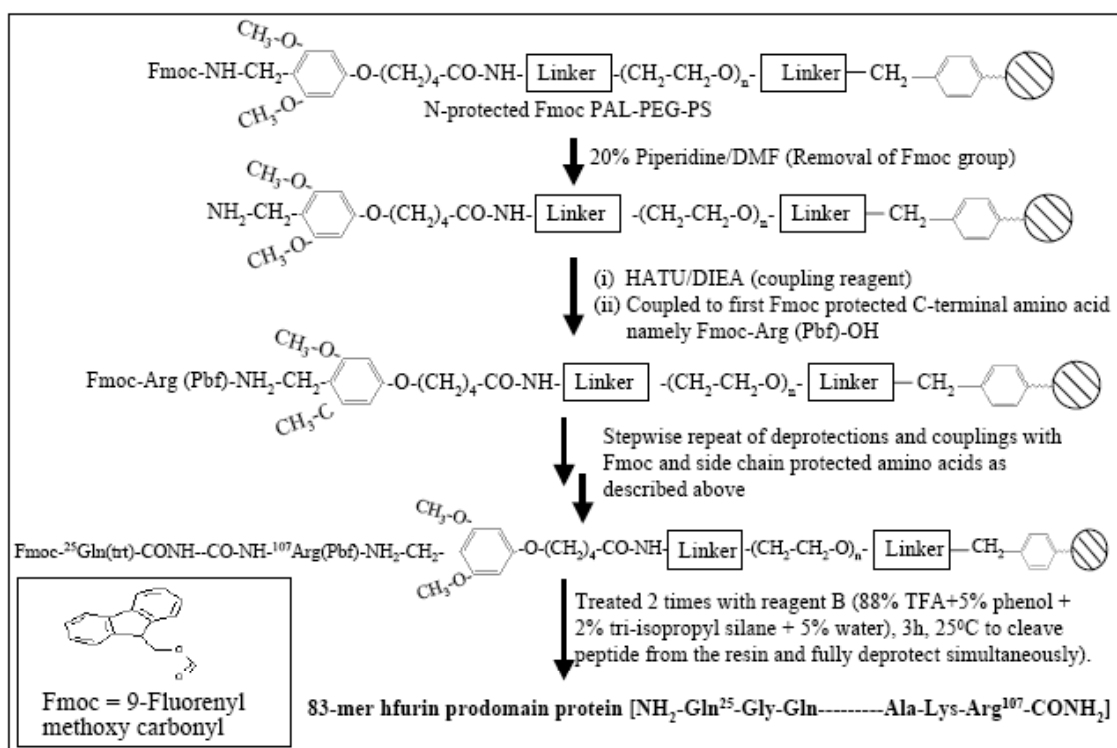 CH₃-O-
Fmoc-NH-CH₂- -O-(CH₂)₄-CO-NH- Linker -(CH₂-CH₂-O)ₙ- Linker -CH₂
CH₃-O-
N-protected Fmoc PAL-PEG-PS
20% Piperidine/DMF (Removal of Fmoc group)
CH₃-O-
NH₂-CH₂- -O-(CH₂)₄-CO-NH- Linker -(CH₂-CH₂-O)ₙ- Linker -CH₂
CH₃-O-
(i) HATU/DIEA (coupling reagent)
(ii) Coupled to first Fmoc protected C-terminal amino acid
namely Fmoc-Arg (Pbf)-OH
CH₃-O-
Fmoc-Arg (Pbf)-NH₂-CH₂- -O-(CH₂)₄-CO-NH- Linker -(CH₂-CH₂-O)ₙ- Linker -CH₂
CH₃-C
Stepwise repeat of deprotections and couplings with
Fmoc and side chain protected amino acids as
described above
CH₃-O-
Fmoc-²⁵Gln(trt)-CONH--CO-NH-¹⁰⁷Arg(Pbf)-NH₂-CH₂- -O-(CH₂)₄-CO-NH- Linker -(CH₂-CH₂-O)ₙ- Linker -CH₂
CH₃-O-
Treated 2 times with reagent B (88% TFA+5% phenol +
2% tri-isopropyl silane + 5% water), 3h, 25⁰C to cleave
peptide from the resin and fully deprotect simultaneously).
O
O
Fmoc = 9-Fluorenyl
methoxy carbonyl
83-mer hfurin prodomain protein [NH₂-Gln²⁵-Gly-Gln---------Ala-Lys-Arg¹⁰⁷-CONH₂]